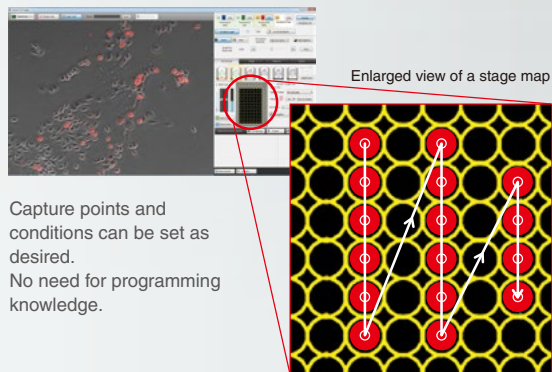 Enlarged view of a stage map
Capture points and
conditions can be set as
desired.
No need for programming
knowledge.